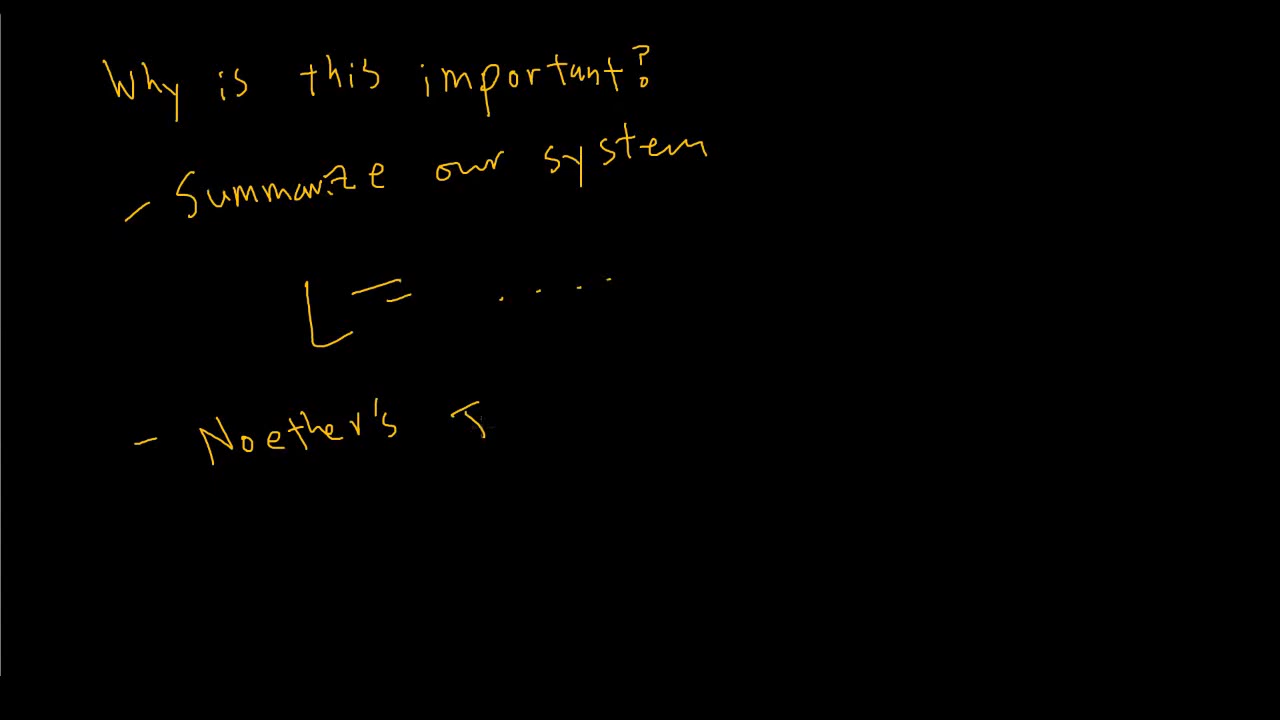 Why is this important?
- Summarize our system
L = ....
- Noether's T